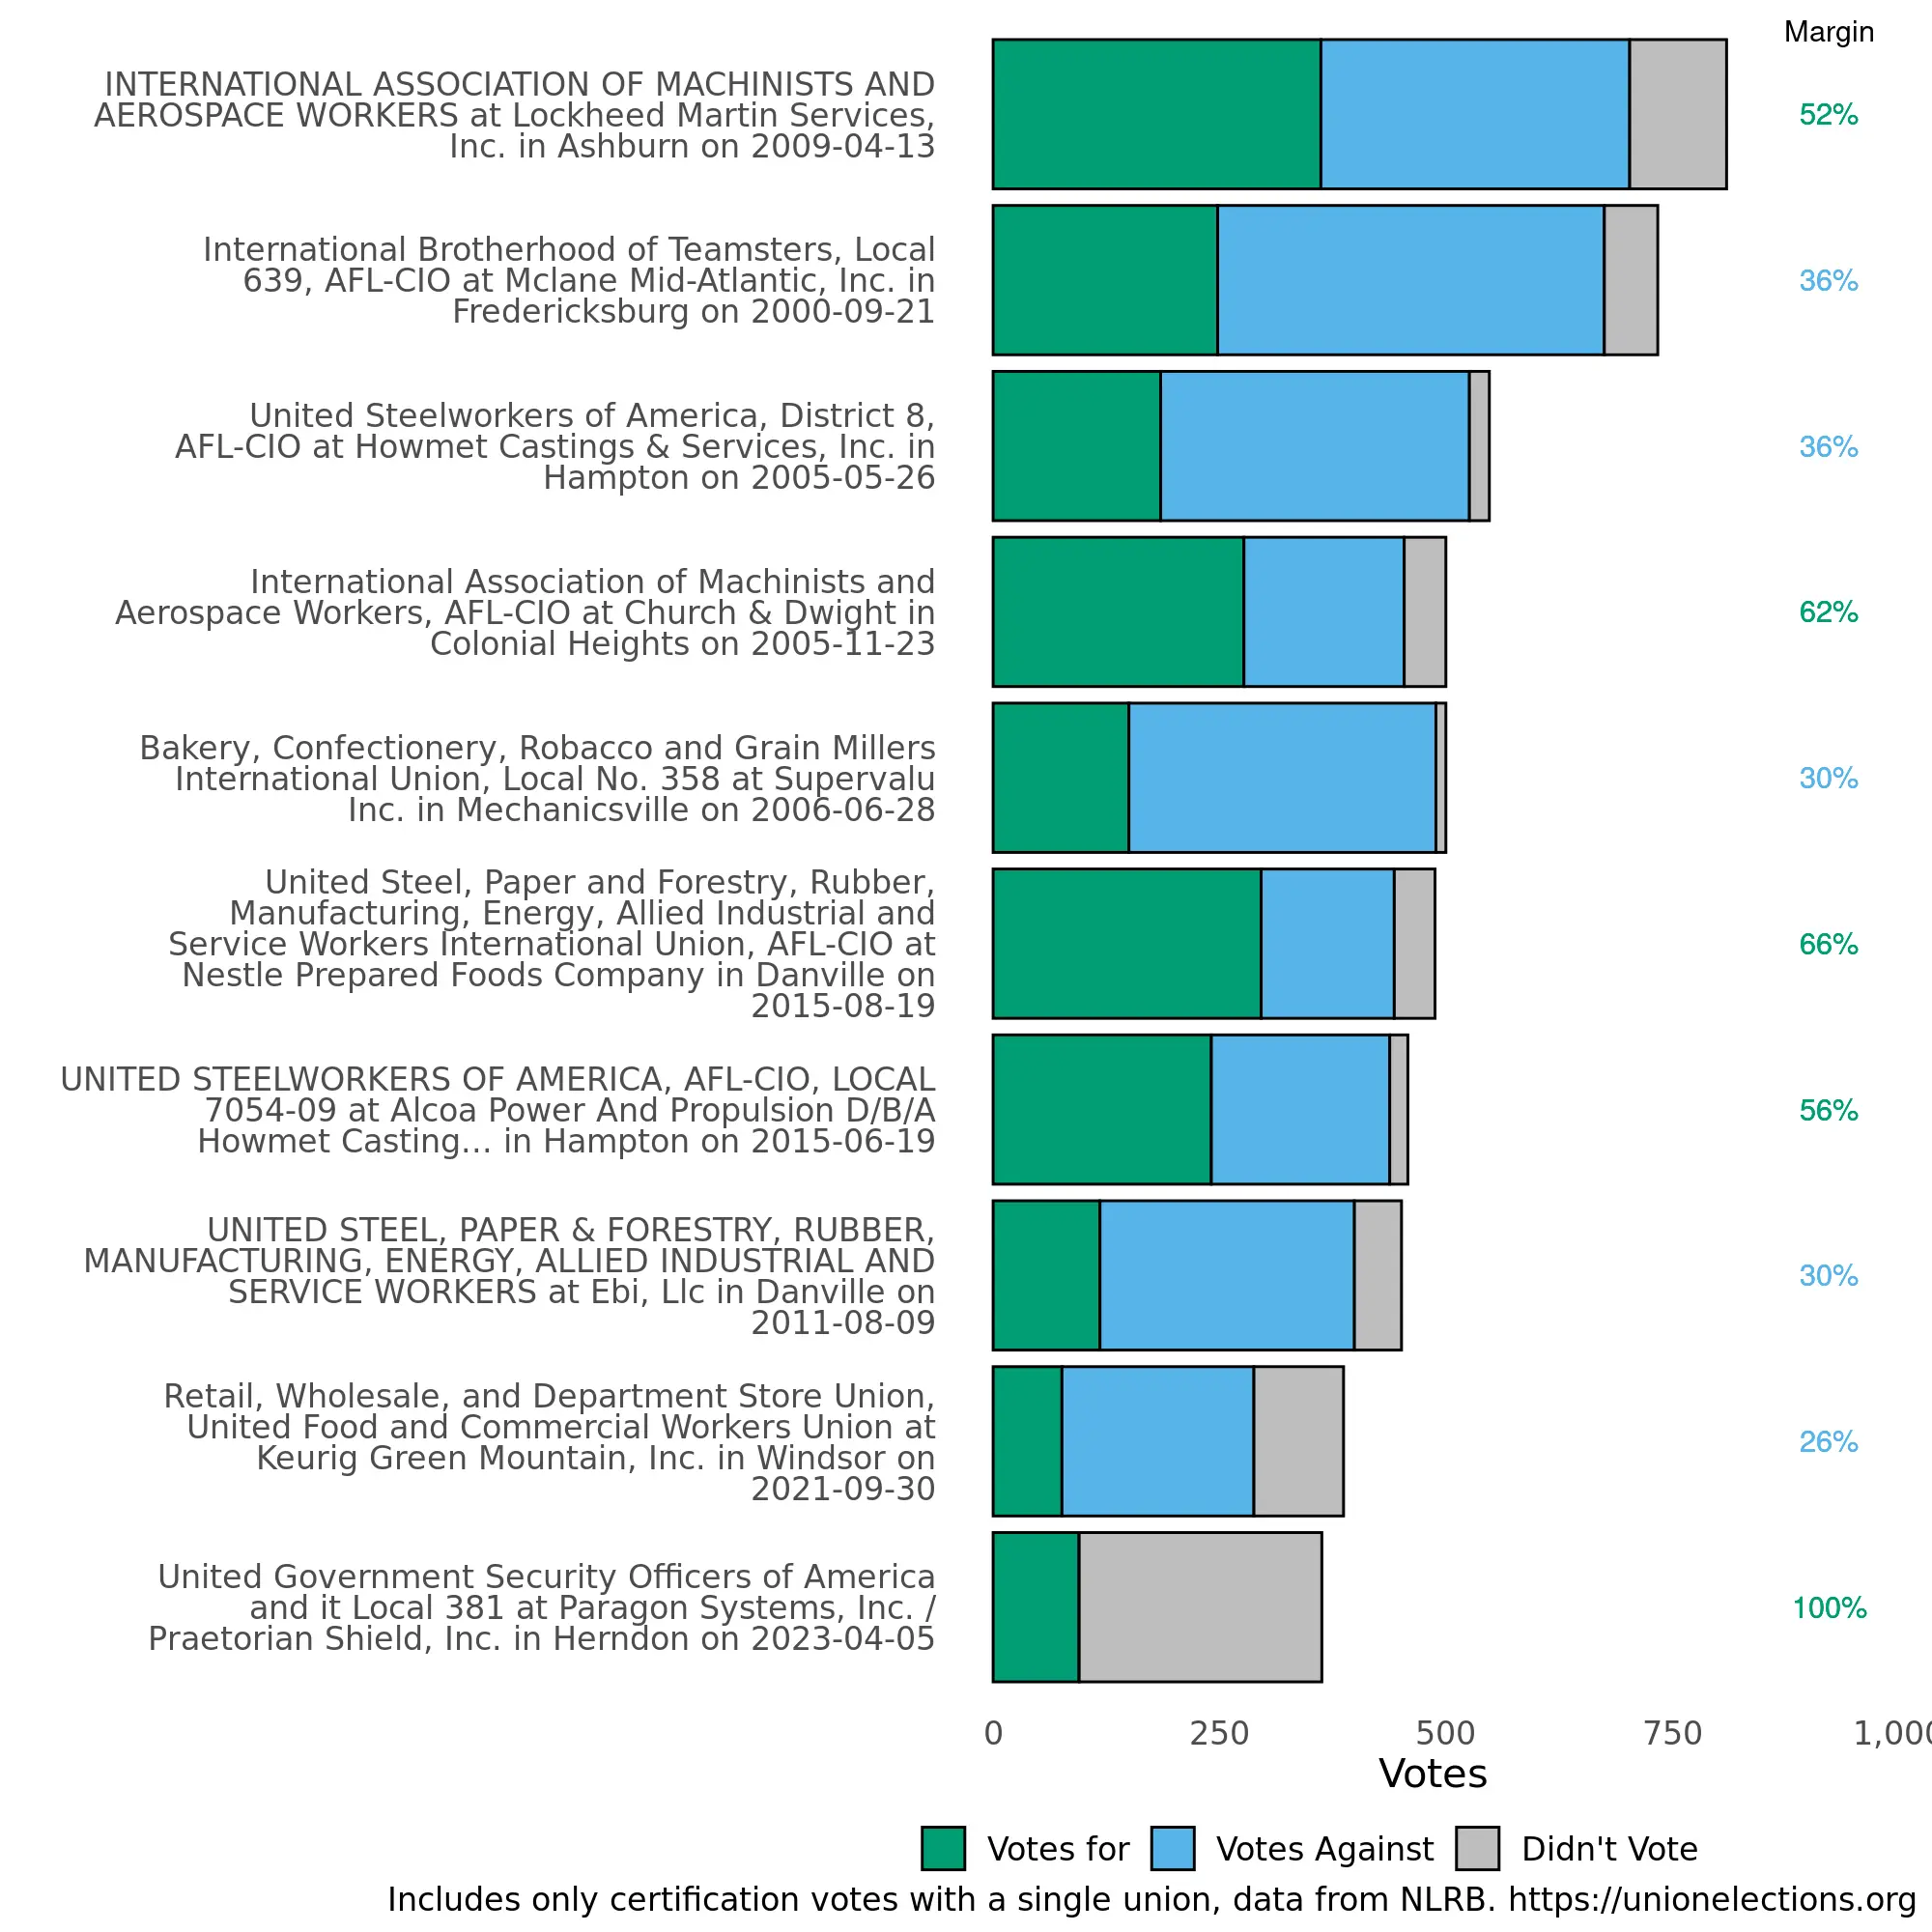 Margin
INTERNATIONAL ASSOCIATION OF MACHINISTS AND
AEROSPACE WORKERS at Lockheed Martin Services,
Inc. in Ashburn on 2009-04-13
52%
International Brotherhood of Teamsters, Local
639, AFL-CIO at Mclane Mid-Atlantic, Inc. in
Fredericksburg on 2000-09-21
36%
United Steelworkers of America, District 8,
AFL-CIO at Howmet Castings & Services, Inc. in
Hampton on 2005-05-26
36%
International Association of Machinists and
Aerospace Workers, AFL-CIO at Church & Dwight in
Colonial Heights on 2005-11-23
62%
Bakery, Confectionery, Robacco and Grain Millers
International Union, Local No. 358 at Supervalu
Inc. in Mechanicsville on 2006-06-28
30%
United Steel, Paper and Forestry, Rubber,
Manufacturing, Energy, Allied Industrial and
Service Workers International Union, AFL-CIO at
Nestle Prepared Foods Company in Danville on
2015-08-19
66%
UNITED STEELWORKERS OF AMERICA, AFL-CIO, LOCAL
7054-09 at Alcoa Power And Propulsion D/B/A
Howmet Casting... in Hampton on 2015-06-19
56%
UNITED STEEL, PAPER & FORESTRY, RUBBER,
MANUFACTURING, ENERGY, ALLIED INDUSTRIAL AND
SERVICE WORKERS at Ebi, Llc in Danville on
2011-08-09
30%
Retail, Wholesale, and Department Store Union,
United Food and Commercial Workers Union at
Keurig Green Mountain, Inc. in Windsor on
2021-09-30
26%
United Government Security Officers of America
and it Local 381 at Paragon Systems, Inc. /
Praetorian Shield, Inc. in Herndon on 2023-04-05
100%
0 250 500 750 1,000
Votes
Votes for Votes Against Didn't Vote
Includes only certification votes with a single union, data from NLRB. https://unionelections.org